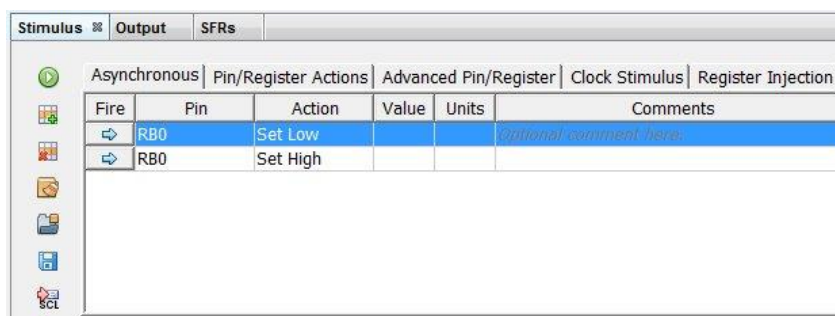 Stimulus Output SFRs
Asynchronous Pin/Register Actions Advanced Pin/Register Clock Stimulus Register Injection
Fire Pin Action Value Units Comments
RB0 Set Low Optional comment here.
RB0 Set High
SCL